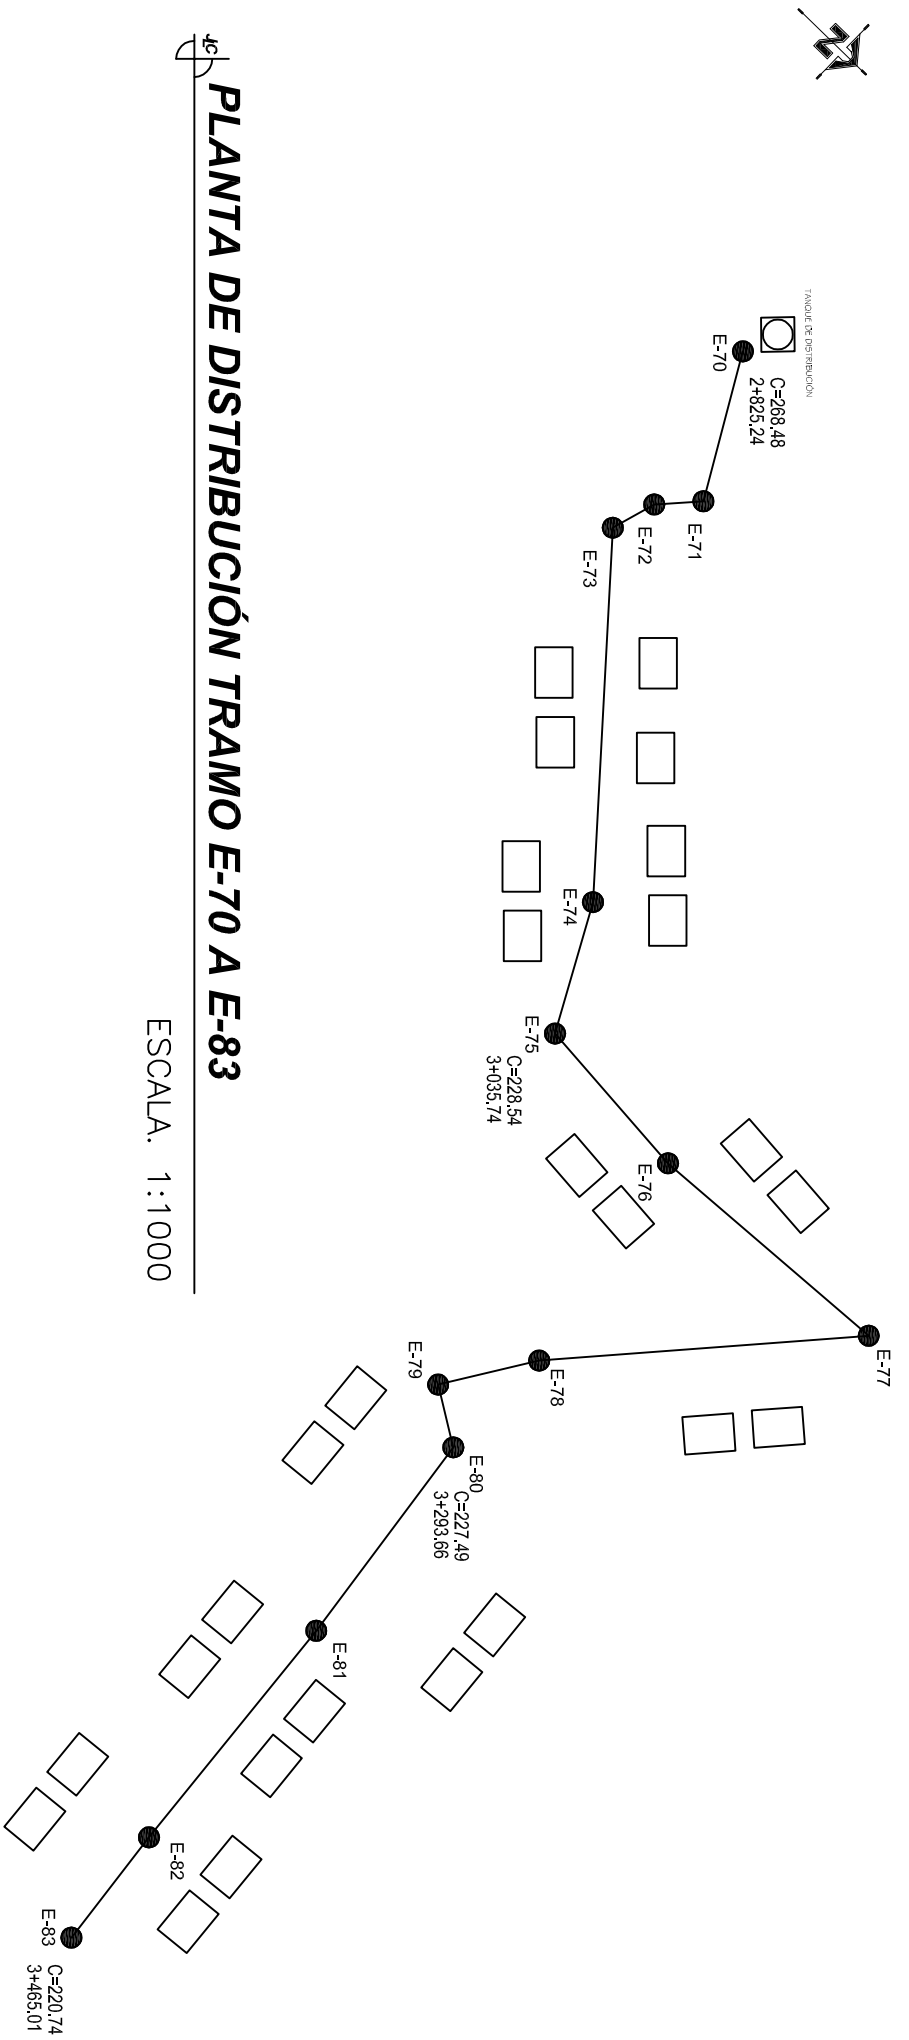 TANQUE DE DISTRIBUCIÓN
E-70
C=268.48
2+825.24
E-71
E-72
E-73
E-74
E-75
C=228.54
3+035.74
E-76
E-77
E-78
E-79
E-80
C=227.49
3+293.66
E-81
E-82
E-83
C=220.74
3+465.01
JC
PLANTA DE DISTRIBUCIÓN TRAMO E-70 A E-83
ESCALA. 1:1000
N